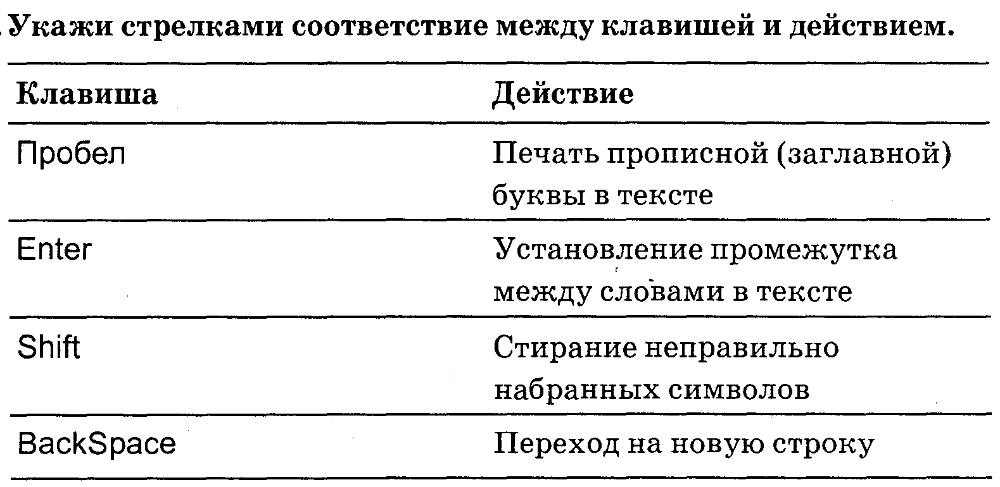 Укажи стрелками соответствие между клавишей и действием.
Клавиша Действие
Пробел Печать прописной (заглавной)
буквы в тексте
Enter Установление промежутка
между словами в тексте
Shift Стирание неправильно
набранных символов
BackSpace Переход на новую строку